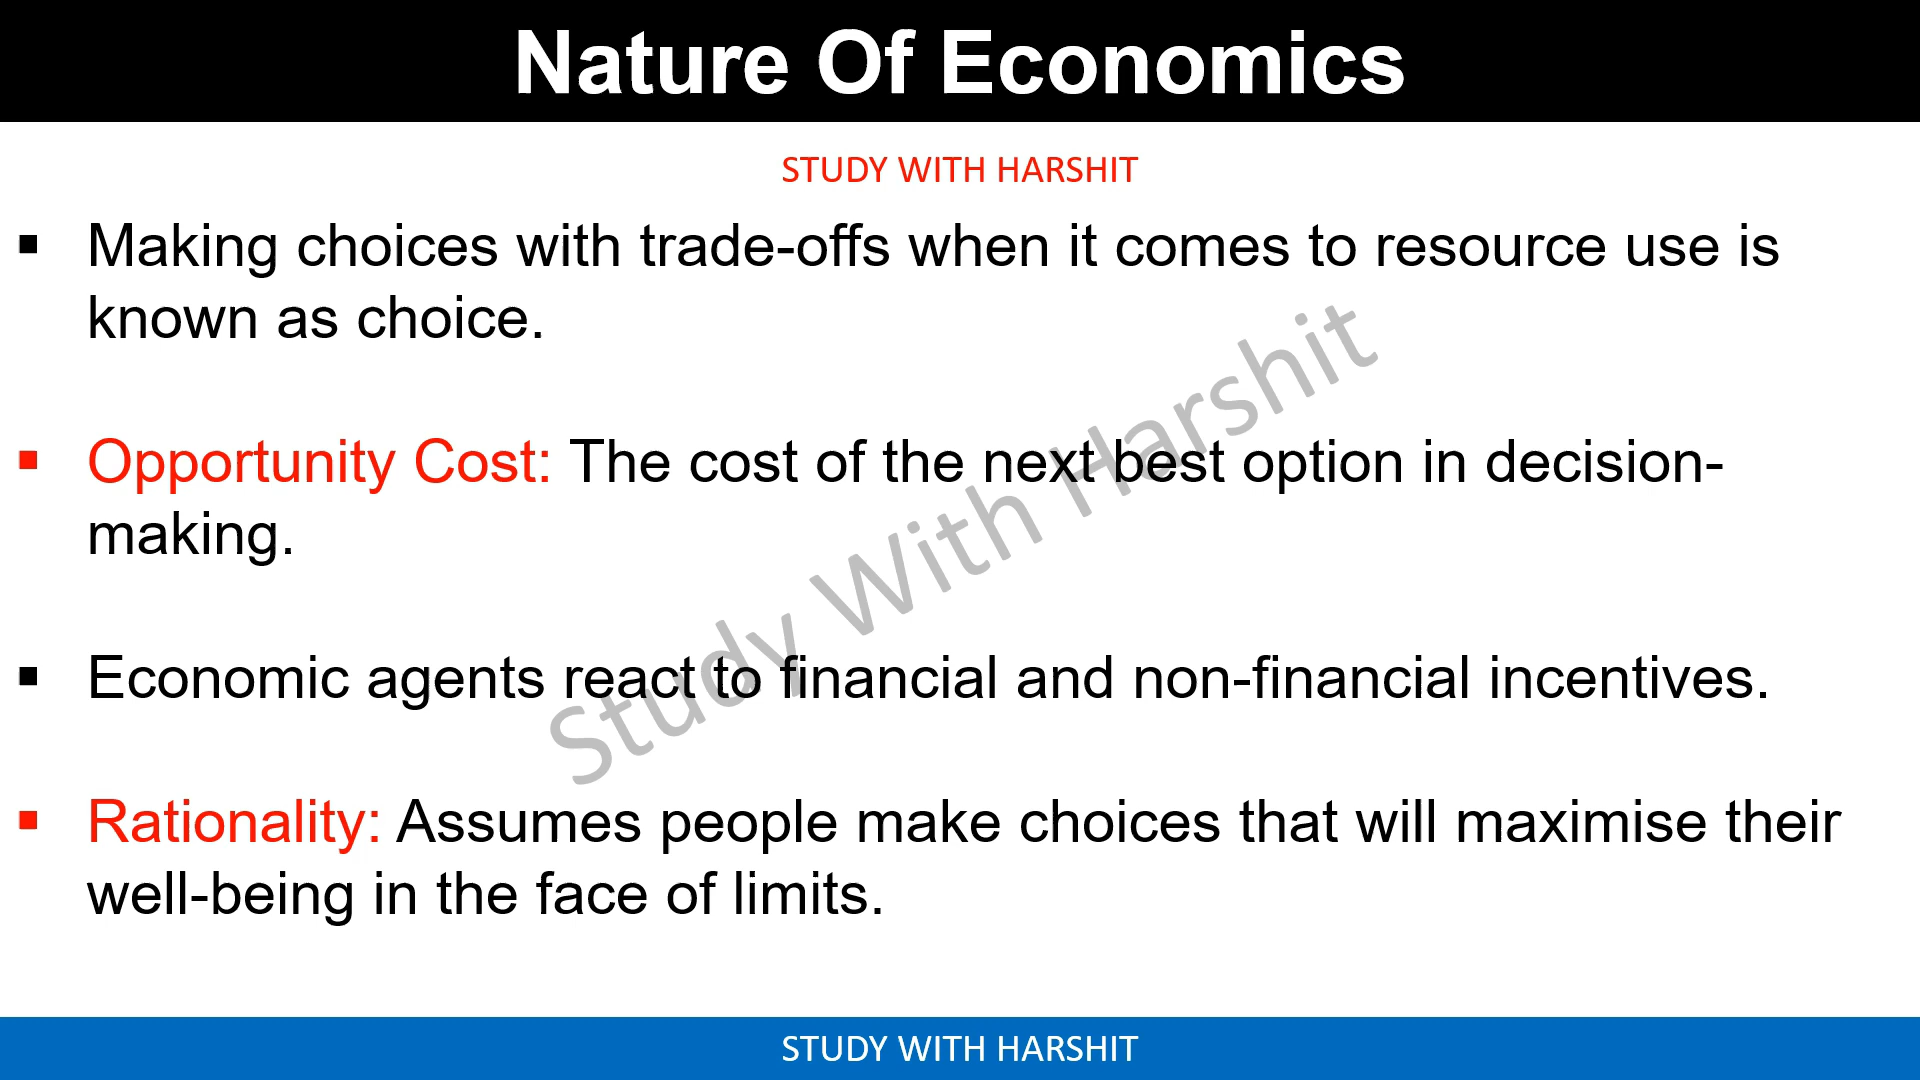 Nature Of Economics
STUDY WITH HARSHIT
▪ Making choices with trade-offs when it comes to resource use is
known as choice.
▪ Opportunity Cost: The cost of the next best option in decision-
making.
▪ Economic agents react to financial and non-financial incentives.
▪ Rationality: Assumes people make choices that will maximise their
well-being in the face of limits.
Study With Harshit
STUDY WITH HARSHIT